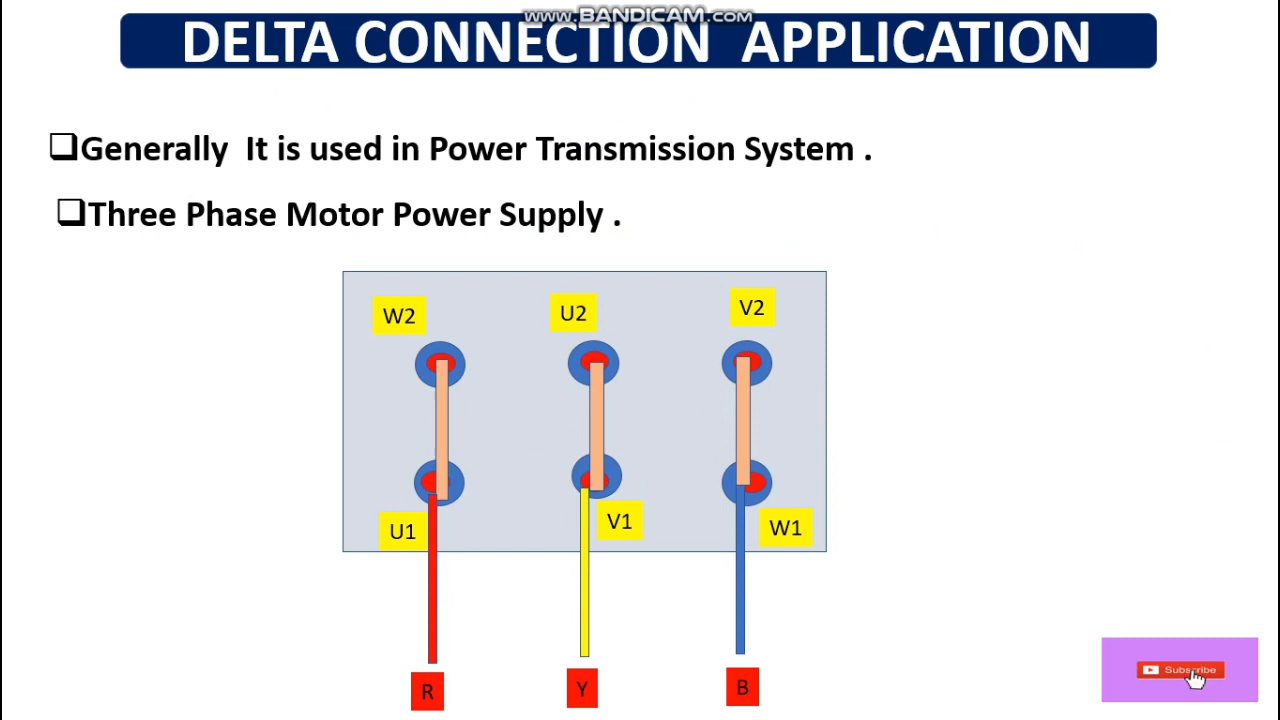 www.BANDICAM.com
DELTA CONNECTION APPLICATION
Generally It is used in Power Transmission System .
Three Phase Motor Power Supply .
W2 U2 V2
U1 V1 W1
R Y B
Subscribe